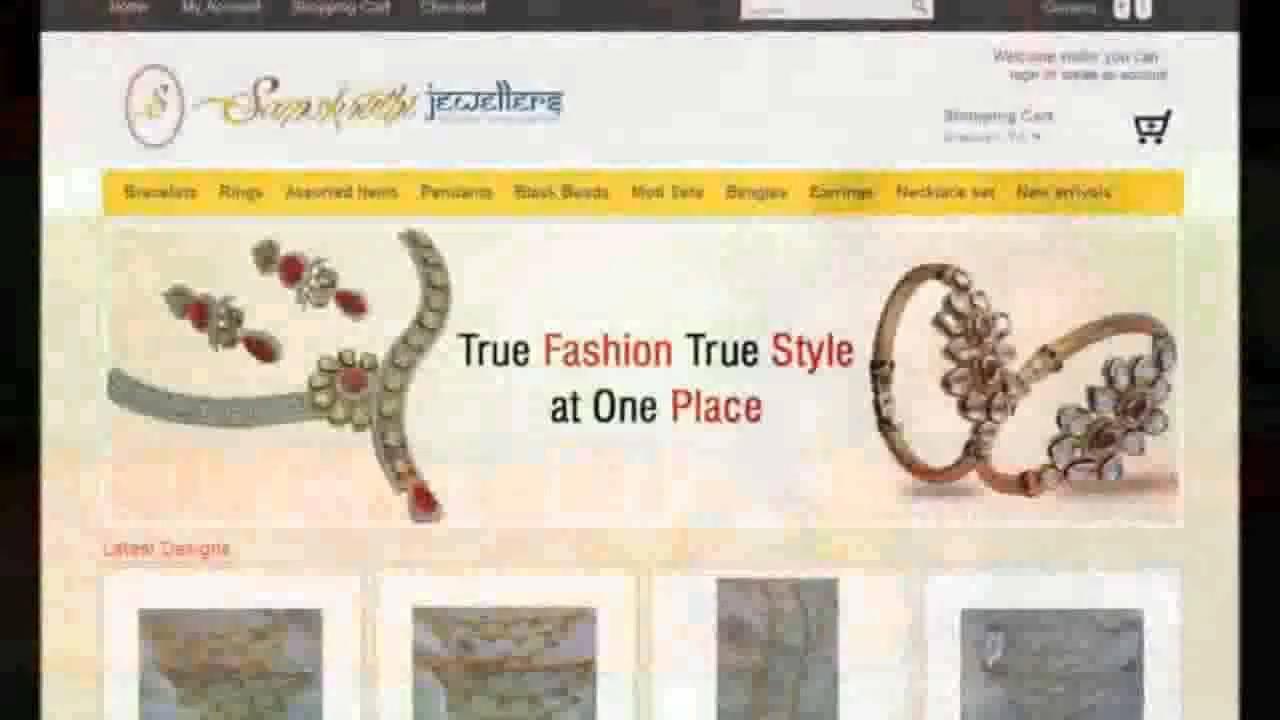 Home My Account Shopping Cart Checkout
Welcome visitor you can
login or create an account
S Sanskruthi jewellers
Shopping Cart
Bracelets Rings Assorted Items Pendants Black Beads Moti Sets Bangles Earrings Necklace set New arrivals
True Fashion True Style
at One Place
Latest Designs